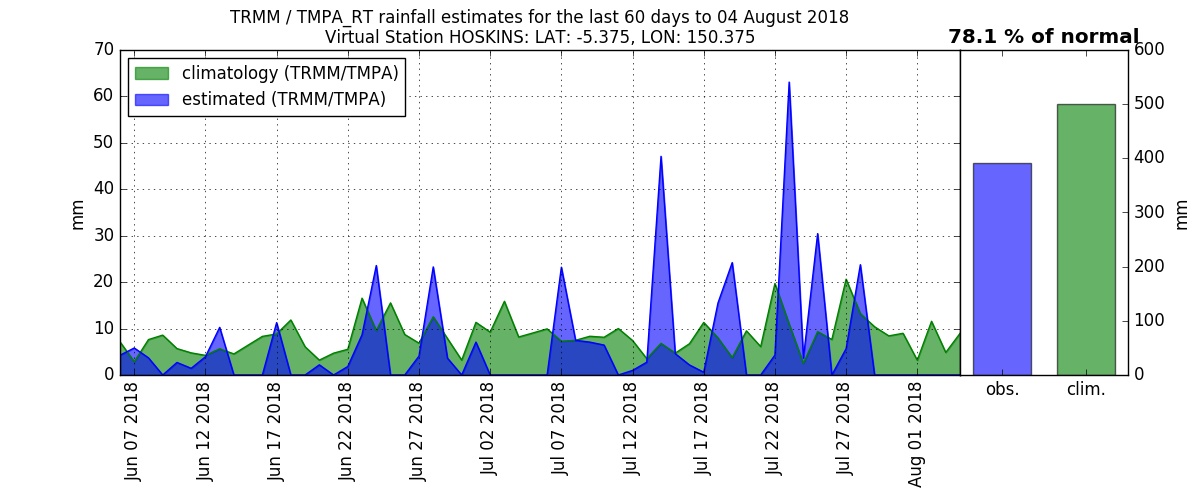 TRMM / TMPA_RT rainfall estimates for the last 60 days to 04 August 2018
Virtual Station HOSKINS: LAT: -5.375, LON: 150.375
78.1 % of normal
climatology (TRMM/TMPA)
estimated (TRMM/TMPA)
mm
70
60
50
40
30
20
10
0
Jun 07 2018
Jun 12 2018
Jun 17 2018
Jun 22 2018
Jun 27 2018
Jul 02 2018
Jul 07 2018
Jul 12 2018
Jul 17 2018
Jul 22 2018
Jul 27 2018
Aug 01 2018
600
500
400
300
200
100
0
mm
obs.
clim.